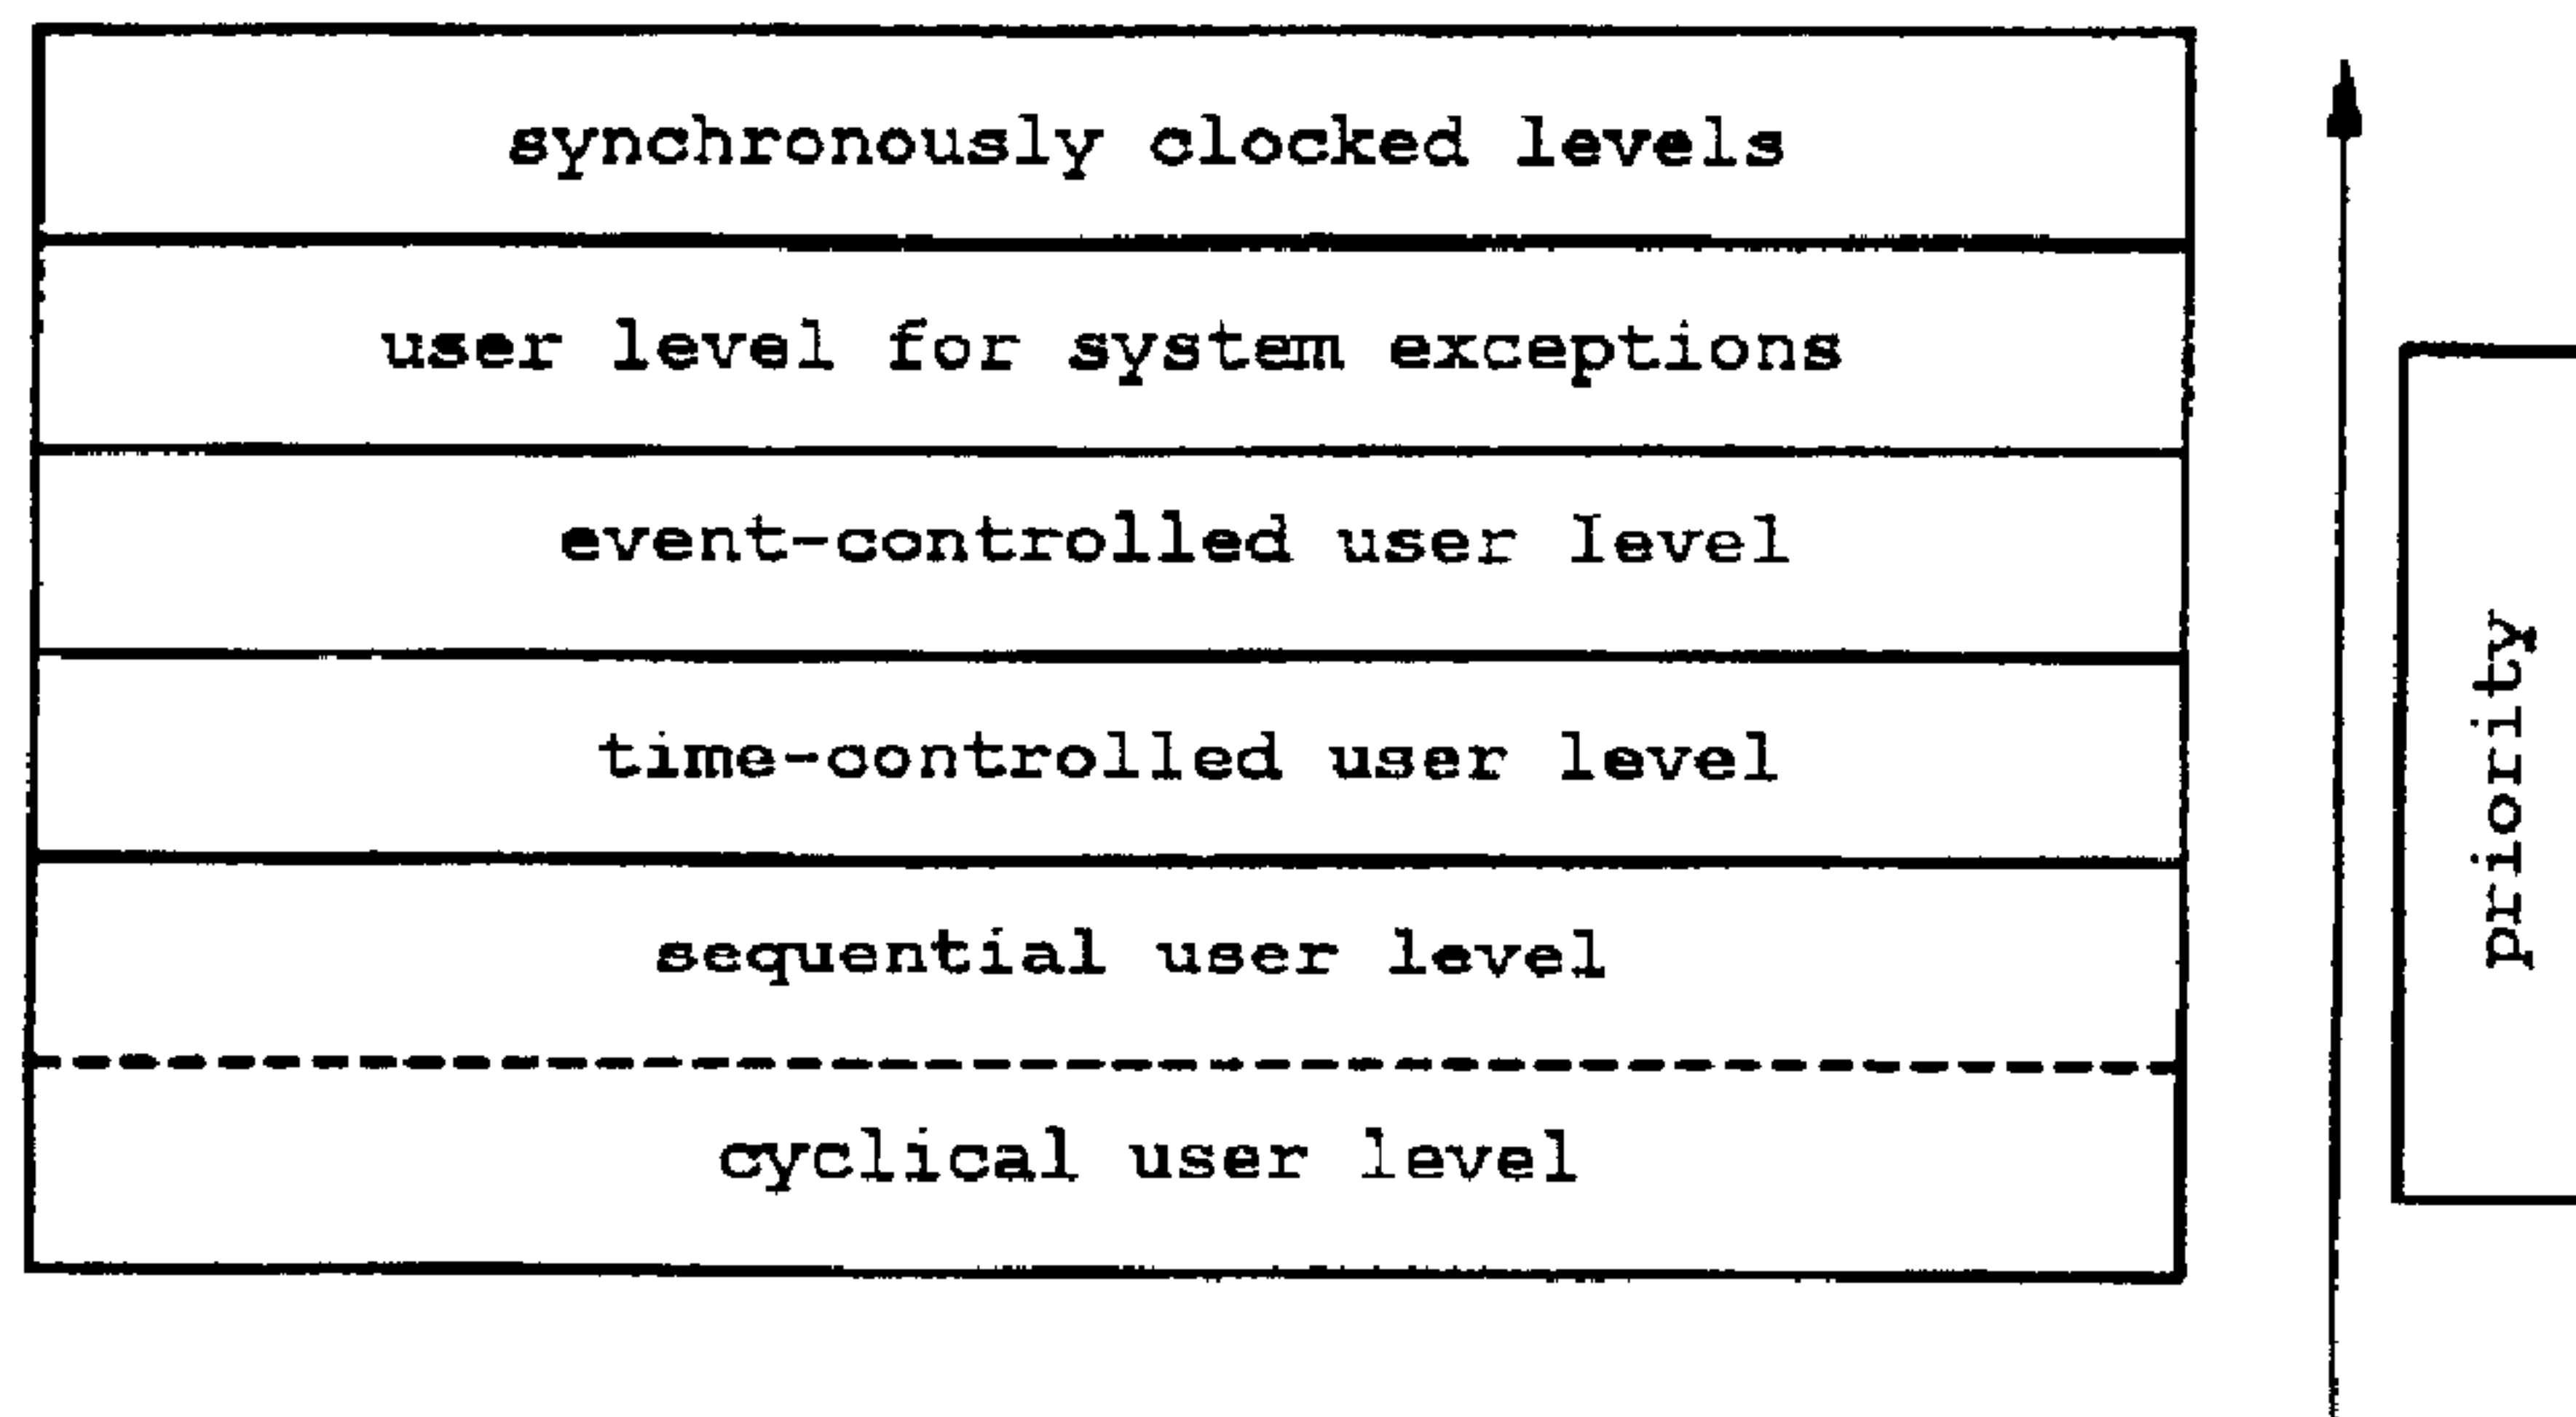 synchronously clocked levels
user level for system exceptions
event-controlled user level
time-controlled user level
sequential user level
cyclical user level
priority